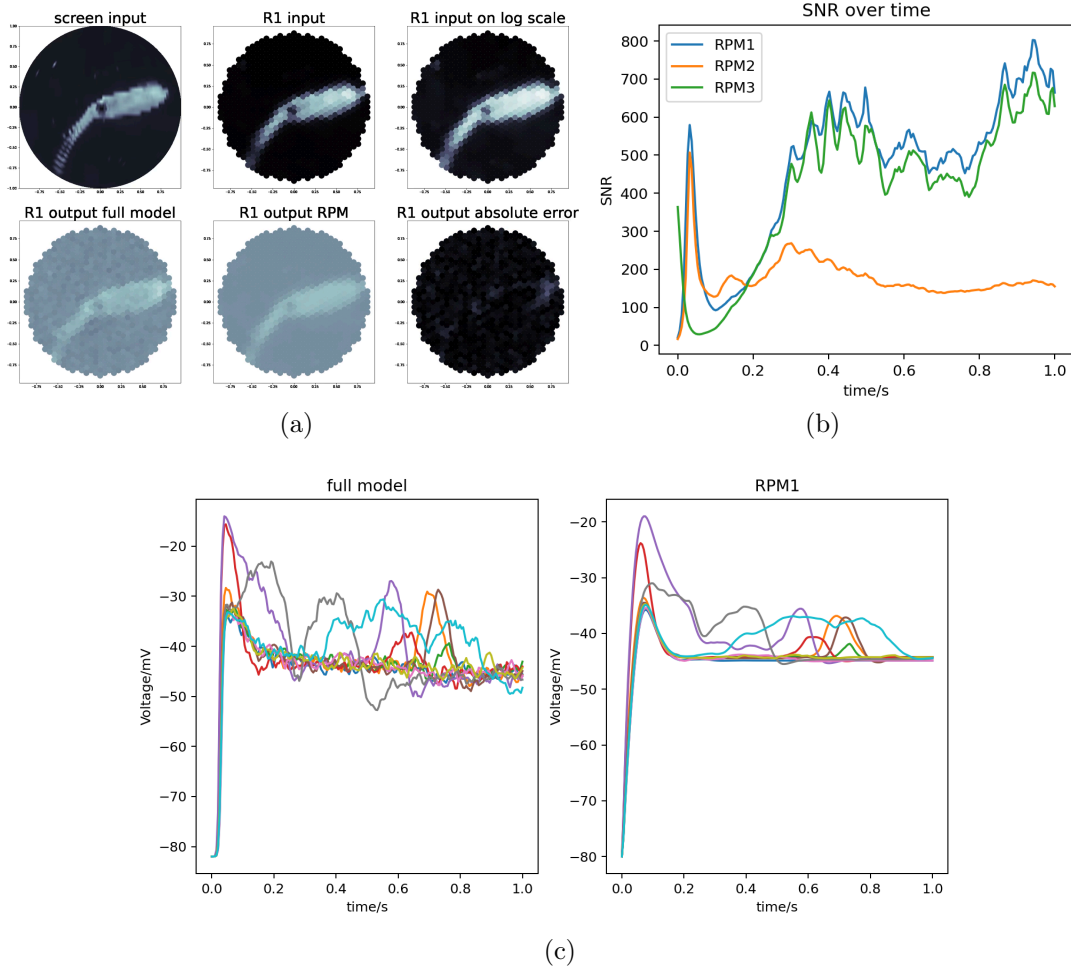 screen input
R1 input
R1 input on log scale
R1 output full model
R1 output RPM
R1 output absolute error
(a)
SNR over time
RPM1
RPM2
RPM3
SNR
800
700
600
500
400
300
200
100
0
0.0 0.2 0.4 0.6 0.8 1.0
time/s
(b)
full model
Voltage/mV
−20
−30
−40
−50
−60
−70
−80
0.0 0.2 0.4 0.6 0.8 1.0
time/s
RPM1
Voltage/mV
−20
−30
−40
−50
−60
−70
−80
0.0 0.2 0.4 0.6 0.8 1.0
time/s
(c)